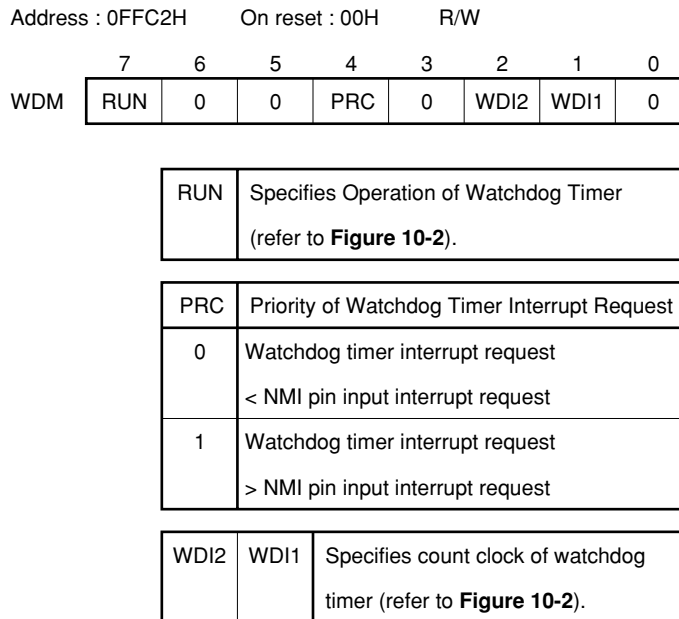 Address : 0FFC2H On reset : 00H R/W
7 6 5 4 3 2 1 0
WDM RUN 0 0 PRC 0 WDI2 WDI1 0
RUN Specifies Operation of Watchdog Timer
(refer to Figure 10-2).
PRC Priority of Watchdog Timer Interrupt Request
0 Watchdog timer interrupt request
< NMI pin input interrupt request
1 Watchdog timer interrupt request
> NMI pin input interrupt request
WDI2 WDI1 Specifies count clock of watchdog
timer (refer to Figure 10-2).